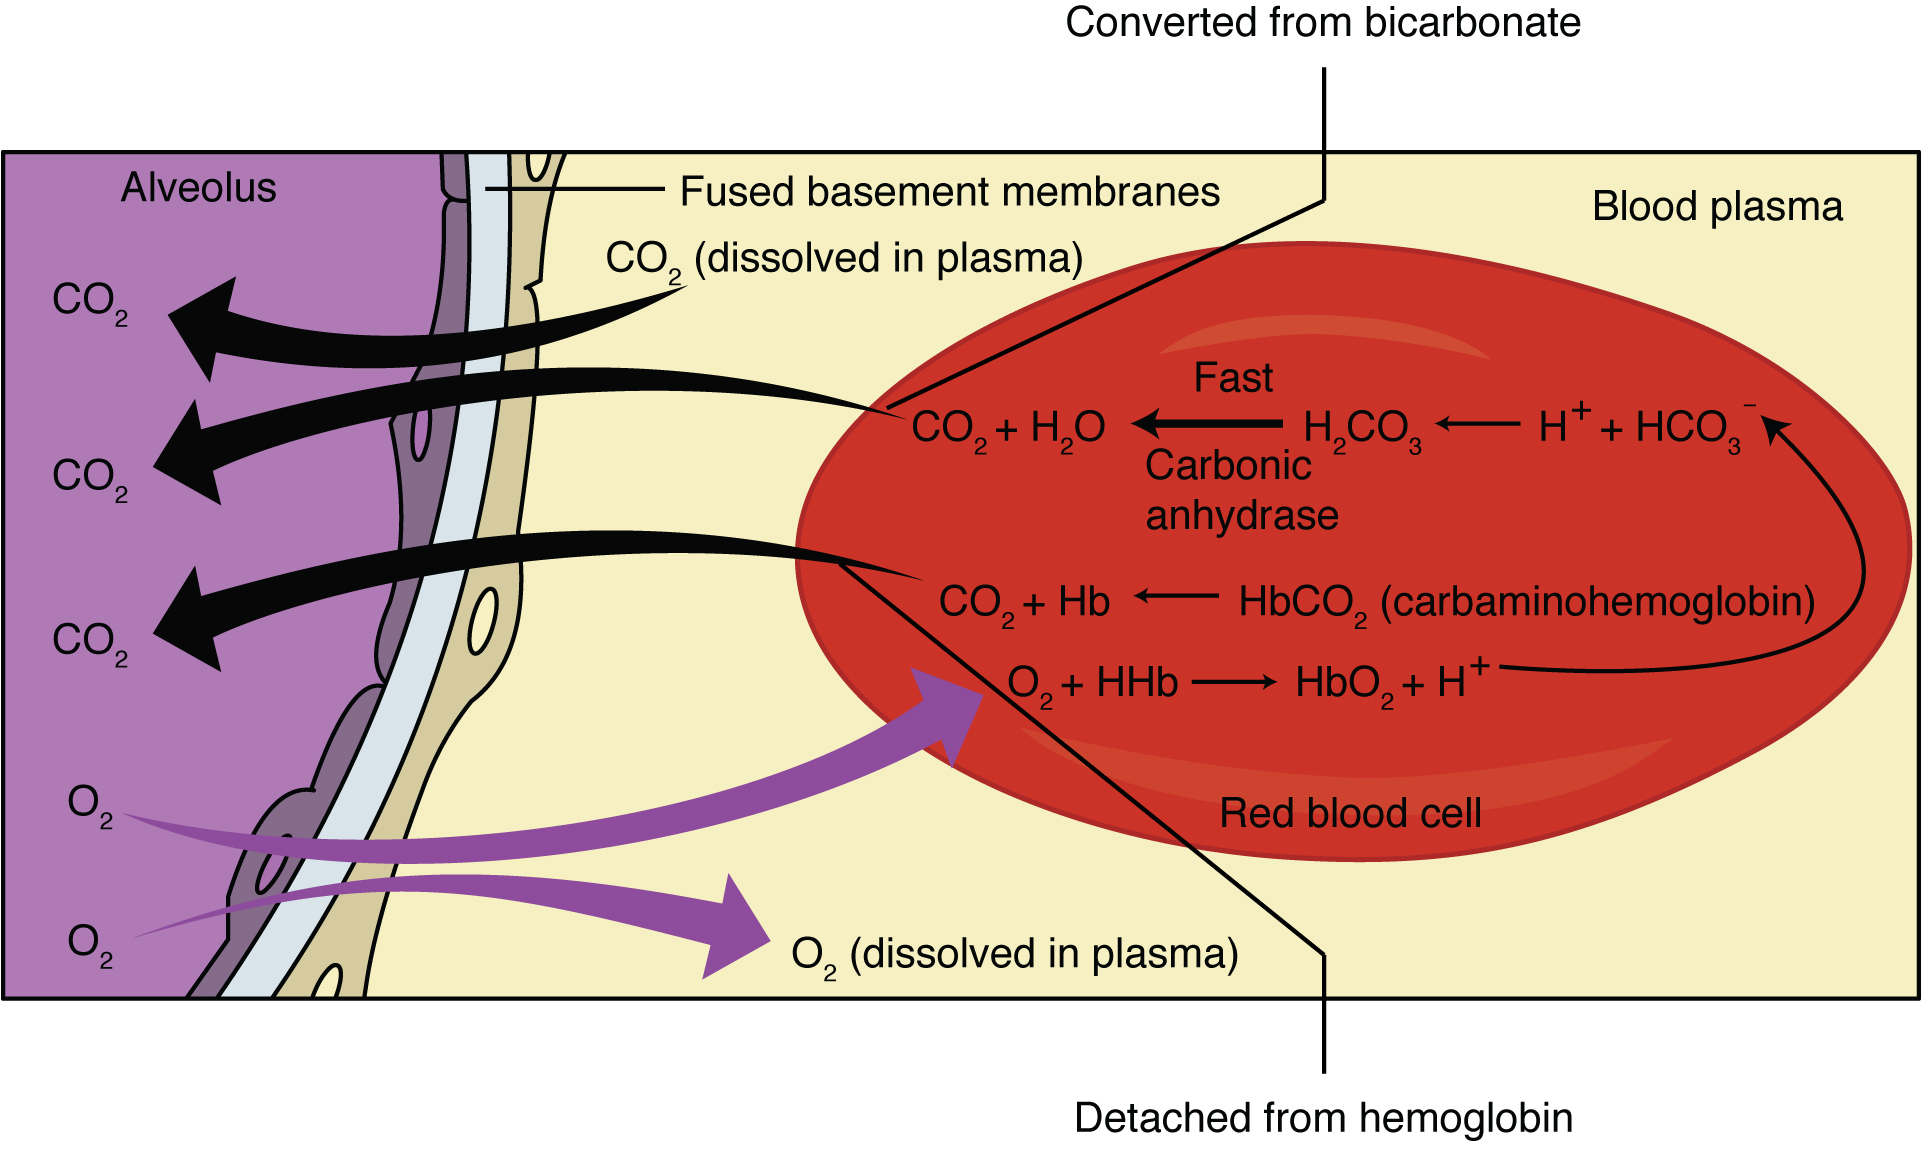 Converted from bicarbonate
Alveolus
Fused basement membranes
Blood plasma
CO₂ (dissolved in plasma)
CO₂
Fast
CO₂ + H₂O
H₂CO₃
H⁺ + HCO₃⁻
Carbonic
anhydrase
CO₂
CO₂ + Hb
HbCO₂ (carbaminohemoglobin)
CO₂
O₂ + HHb
HbO₂ + H⁺
O₂
Red blood cell
O₂
O₂ (dissolved in plasma)
Detached from hemoglobin